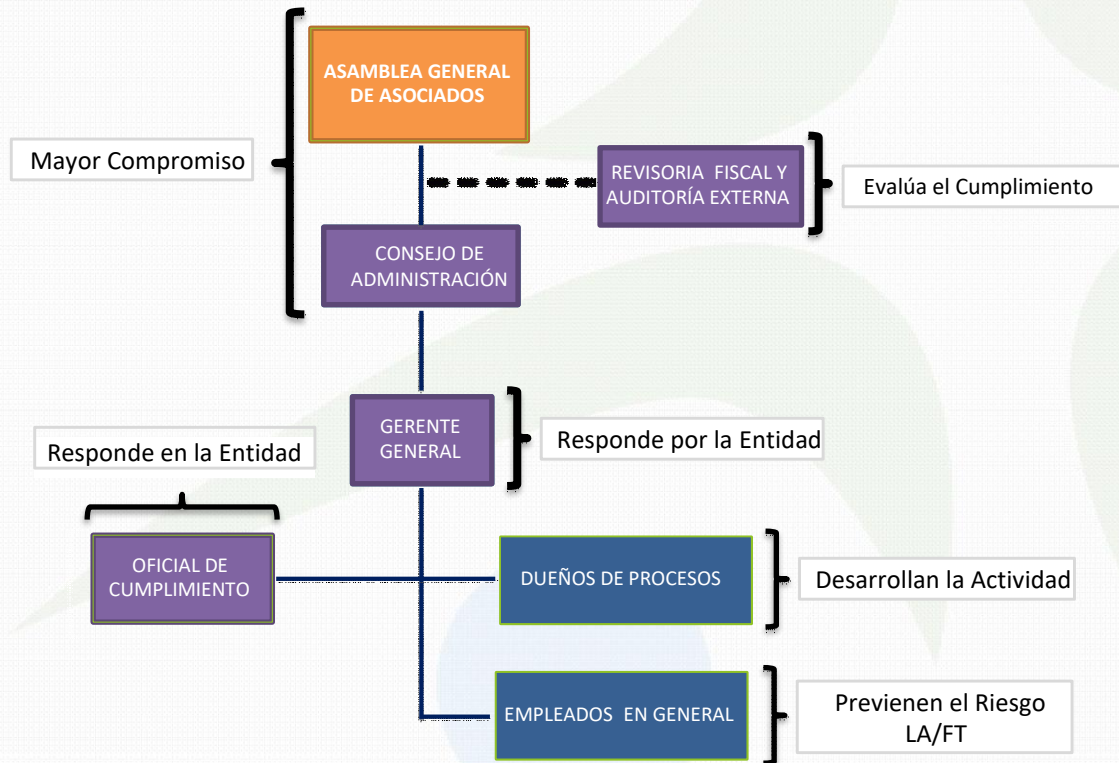 ASAMBLEA GENERAL
DE ASOCIADOS
Mayor Compromiso
REVISORIA FISCAL Y
AUDITORÍA EXTERNA
Evalúa el Cumplimiento
CONSEJO DE
ADMINISTRACIÓN
GERENTE
GENERAL
Responde por la Entidad
Responde en la Entidad
OFICIAL DE
CUMPLIMIENTO
DUEÑOS DE PROCESOS
Desarrollan la Actividad
EMPLEADOS EN GENERAL
Previenen el Riesgo
LA/FT